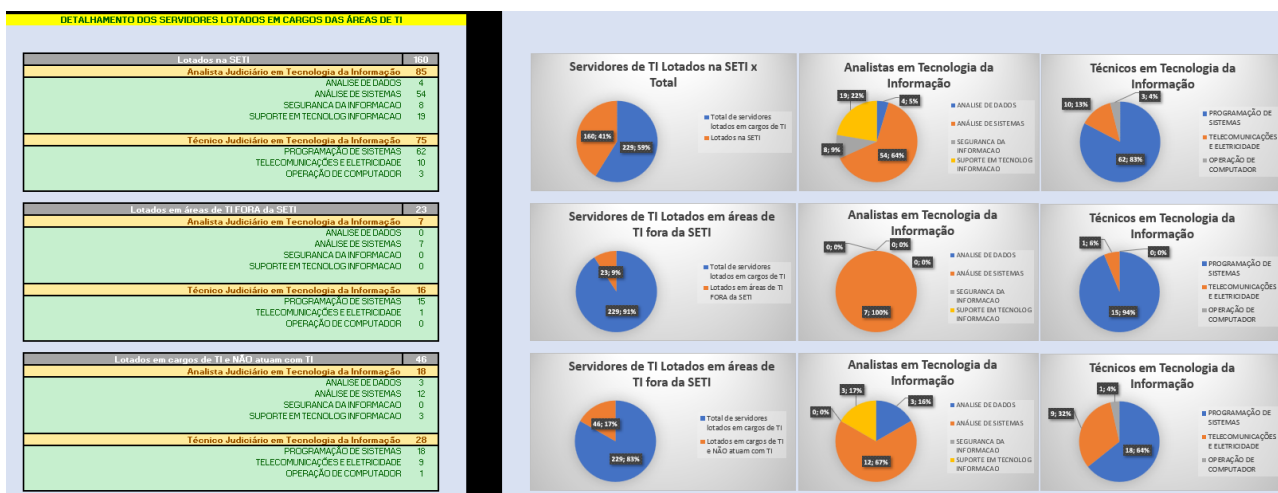 DETALHAMENTO DOS SERVIDORES LOTADOS EM CARGOS DAS ÁREAS DE TI
Lotados na SETI 160
Analista Judiciário em Tecnologia da Informação 85
ANALISE DE DADOS 4
ANÁLISE DE SISTEMAS 54
SEGURANCA DA INFORMACAO 8
SUPORTE EM TECNOLOG INFORMACAO 19
Técnico Judiciário em Tecnologia da Informação 75
PROGRAMAÇÃO DE SISTEMAS 62
TELECOMUNICAÇÕES E ELETRICIDADE 10
OPERAÇÃO DE COMPUTADOR 3
Lotados em áreas de TI FORA da SETI 23
Analista Judiciário em Tecnologia da Informação 7
ANALISE DE DADOS 0
ANÁLISE DE SISTEMAS 7
SEGURANCA DA INFORMACAO 0
SUPORTE EM TECNOLOG INFORMACAO 0
Técnico Judiciário em Tecnologia da Informação 16
PROGRAMAÇÃO DE SISTEMAS 15
TELECOMUNICAÇÕES E ELETRICIDADE 1
OPERAÇÃO DE COMPUTADOR 0
Lotados em cargos de TI e NÃO atuam com TI 46
Analista Judiciário em Tecnologia da Informação 18
ANALISE DE DADOS 3
ANÁLISE DE SISTEMAS 12
SEGURANCA DA INFORMACAO 0
SUPORTE EM TECNOLOG INFORMACAO 3
Técnico Judiciário em Tecnologia da Informação 28
PROGRAMAÇÃO DE SISTEMAS 18
TELECOMUNICAÇÕES E ELETRICIDADE 9
OPERAÇÃO DE COMPUTADOR 1
Servidores de TI Lotados na SETI x
Total
160; 41%
229; 59%
Total de servidores
lotados em cargos de TI
Lotados na SETI
Analistas em Tecnologia da
Informação
19; 22%
4; 5%
8; 9%
54; 64%
ANALISE DE DADOS
ANÁLISE DE SISTEMAS
SEGURANCA DA
INFORMACAO
SUPORTE EM TECNOLOG
INFORMACAO
Técnicos em Tecnologia da
Informação
10; 13%
3; 4%
62; 83%
PROGRAMAÇÃO DE
SISTEMAS
TELECOMUNICAÇÕES
E ELETRICIDADE
OPERAÇÃO DE
COMPUTADOR
Servidores de TI Lotados em áreas de
TI fora da SETI
23; 9%
229; 91%
Total de servidores
lotados em cargos de TI
Lotados em áreas de TI
FORA da SETI
Analistas em Tecnologia da
Informação
0; 0%
0; 0%
0; 0%
7; 100%
ANALISE DE DADOS
ANÁLISE DE SISTEMAS
SEGURANCA DA
INFORMACAO
SUPORTE EM TECNOLOG
INFORMACAO
Técnicos em Tecnologia da
Informação
1; 6%
0; 0%
15; 94%
PROGRAMAÇÃO DE
SISTEMAS
TELECOMUNICAÇÕES
E ELETRICIDADE
OPERAÇÃO DE
COMPUTADOR
Servidores de TI Lotados em áreas de
TI fora da SETI
46; 17%
229; 83%
Total de servidores
lotados em cargos de TI
Lotados em cargos de TI
e NÃO atuam com TI
Analistas em Tecnologia da
Informação
3; 17%
3; 16%
0; 0%
12; 67%
ANALISE DE DADOS
ANÁLISE DE SISTEMAS
SEGURANCA DA
INFORMACAO
SUPORTE EM TECNOLOG
INFORMACAO
Técnicos em Tecnologia da
Informação
1; 4%
9; 32%
18; 64%
PROGRAMAÇÃO DE
SISTEMAS
TELECOMUNICAÇÕES
E ELETRICIDADE
OPERAÇÃO DE
COMPUTADOR